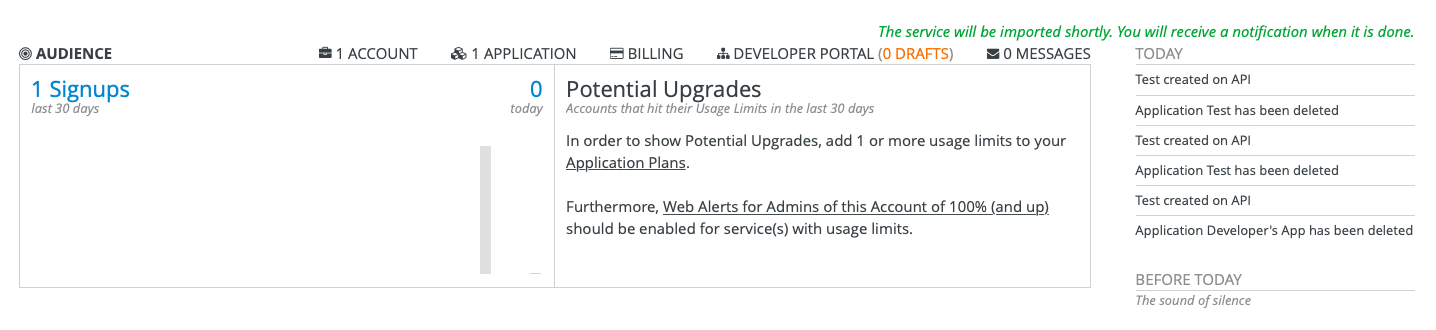 The service will be imported shortly. You will receive a notification when it is done.
AUDIENCE
1 ACCOUNT
1 APPLICATION
BILLING
DEVELOPER PORTAL (0 DRAFTS)
0 MESSAGES
1 Signups
last 30 days
0
today
Potential Upgrades
Accounts that hit their Usage Limits in the last 30 days
In order to show Potential Upgrades, add 1 or more usage limits to your
Application Plans.
Furthermore, Web Alerts for Admins of this Account of 100% (and up)
should be enabled for service(s) with usage limits.
TODAY
Test created on API
Application Test has been deleted
Test created on API
Application Test has been deleted
Test created on API
Application Developer's App has been deleted
BEFORE TODAY
The sound of silence